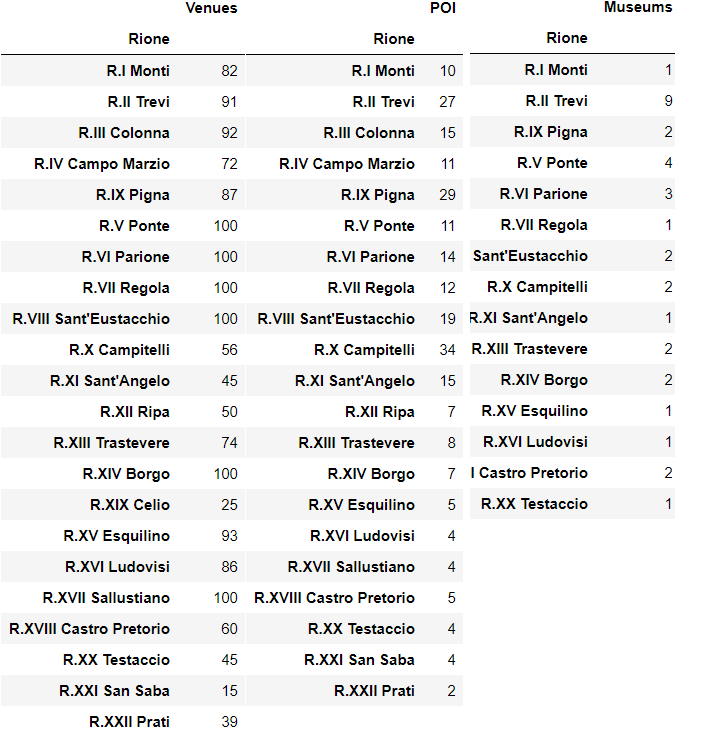 Venues POI Museums
Rione Rione Rione
R.I Monti 82 R.I Monti 10 R.I Monti 1
R.II Trevi 91 R.II Trevi 27 R.II Trevi 9
R.III Colonna 92 R.III Colonna 15 R.IX Pigna 2
R.IV Campo Marzio 72 R.IV Campo Marzio 11 R.V Ponte 4
R.IX Pigna 87 R.IX Pigna 29 R.VI Parione 3
R.V Ponte 100 R.V Ponte 11 R.VII Regola 1
R.VI Parione 100 R.VI Parione 14 Sant'Eustacchio 2
R.VII Regola 100 R.VII Regola 12 R.X Campitelli 2
R.VIII Sant'Eustacchio 100 R.VIII Sant'Eustacchio 19 R.XI Sant'Angelo 1
R.X Campitelli 56 R.X Campitelli 34 R.XIII Trastevere 2
R.XI Sant'Angelo 45 R.XI Sant'Angelo 15 R.XIV Borgo 2
R.XII Ripa 50 R.XII Ripa 7 R.XV Esquilino 1
R.XIII Trastevere 74 R.XIII Trastevere 8 R.XVI Ludovisi 1
R.XIV Borgo 100 R.XIV Borgo 7 I Castro Pretorio 2
R.XIX Celio 25 R.XV Esquilino 5 R.XX Testaccio 1
R.XV Esquilino 93 R.XVI Ludovisi 4
R.XVI Ludovisi 86 R.XVII Sallustiano 4
R.XVII Sallustiano 100 R.XVIII Castro Pretorio 5
R.XVIII Castro Pretorio 60 R.XX Testaccio 4
R.XX Testaccio 45 R.XXI San Saba 4
R.XXI San Saba 15 R.XXII Prati 2
R.XXII Prati 39